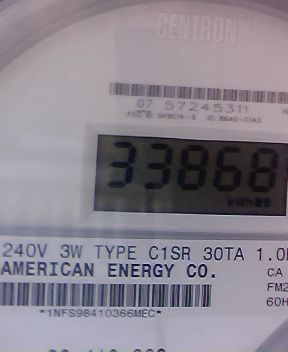 CENTRON®
07 57245311
33868
kWh
240V 3W TYPE C1SR 30TA 1.0
AMERICAN ENERGY CO.
CA
FM2
60H
*1NFS98410366MEC*